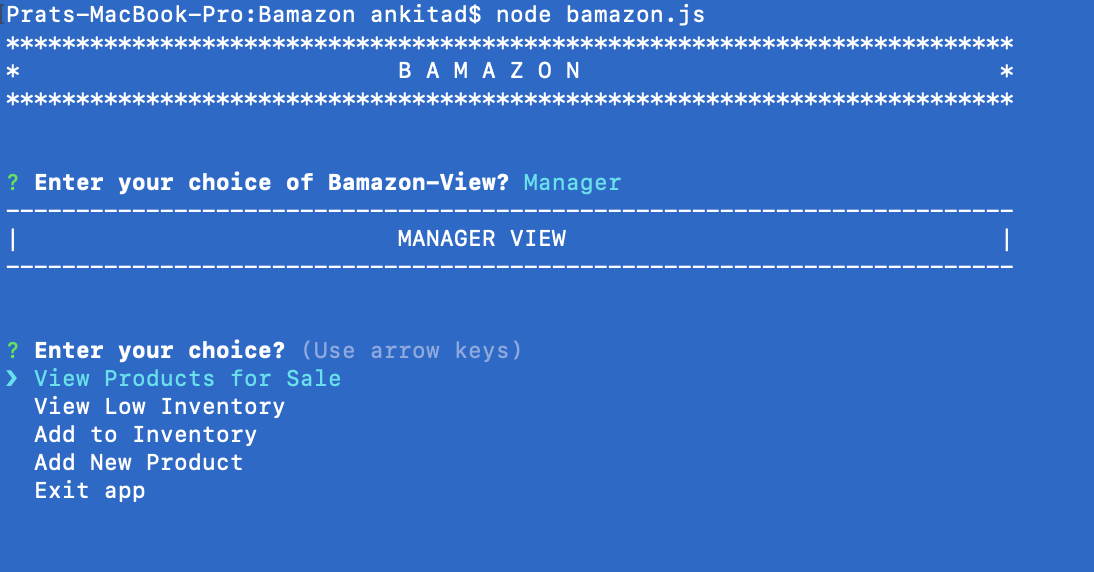 Prats-MacBook-Pro:Bamazon ankitad$ node bamazon.js
************************************************************************
* B A M A Z O N *
************************************************************************
? Enter your choice of Bamazon-View? Manager
------------------------------------------------------------------------
| MANAGER VIEW |
------------------------------------------------------------------------
? Enter your choice? (Use arrow keys)
❯ View Products for Sale
View Low Inventory
Add to Inventory
Add New Product
Exit app